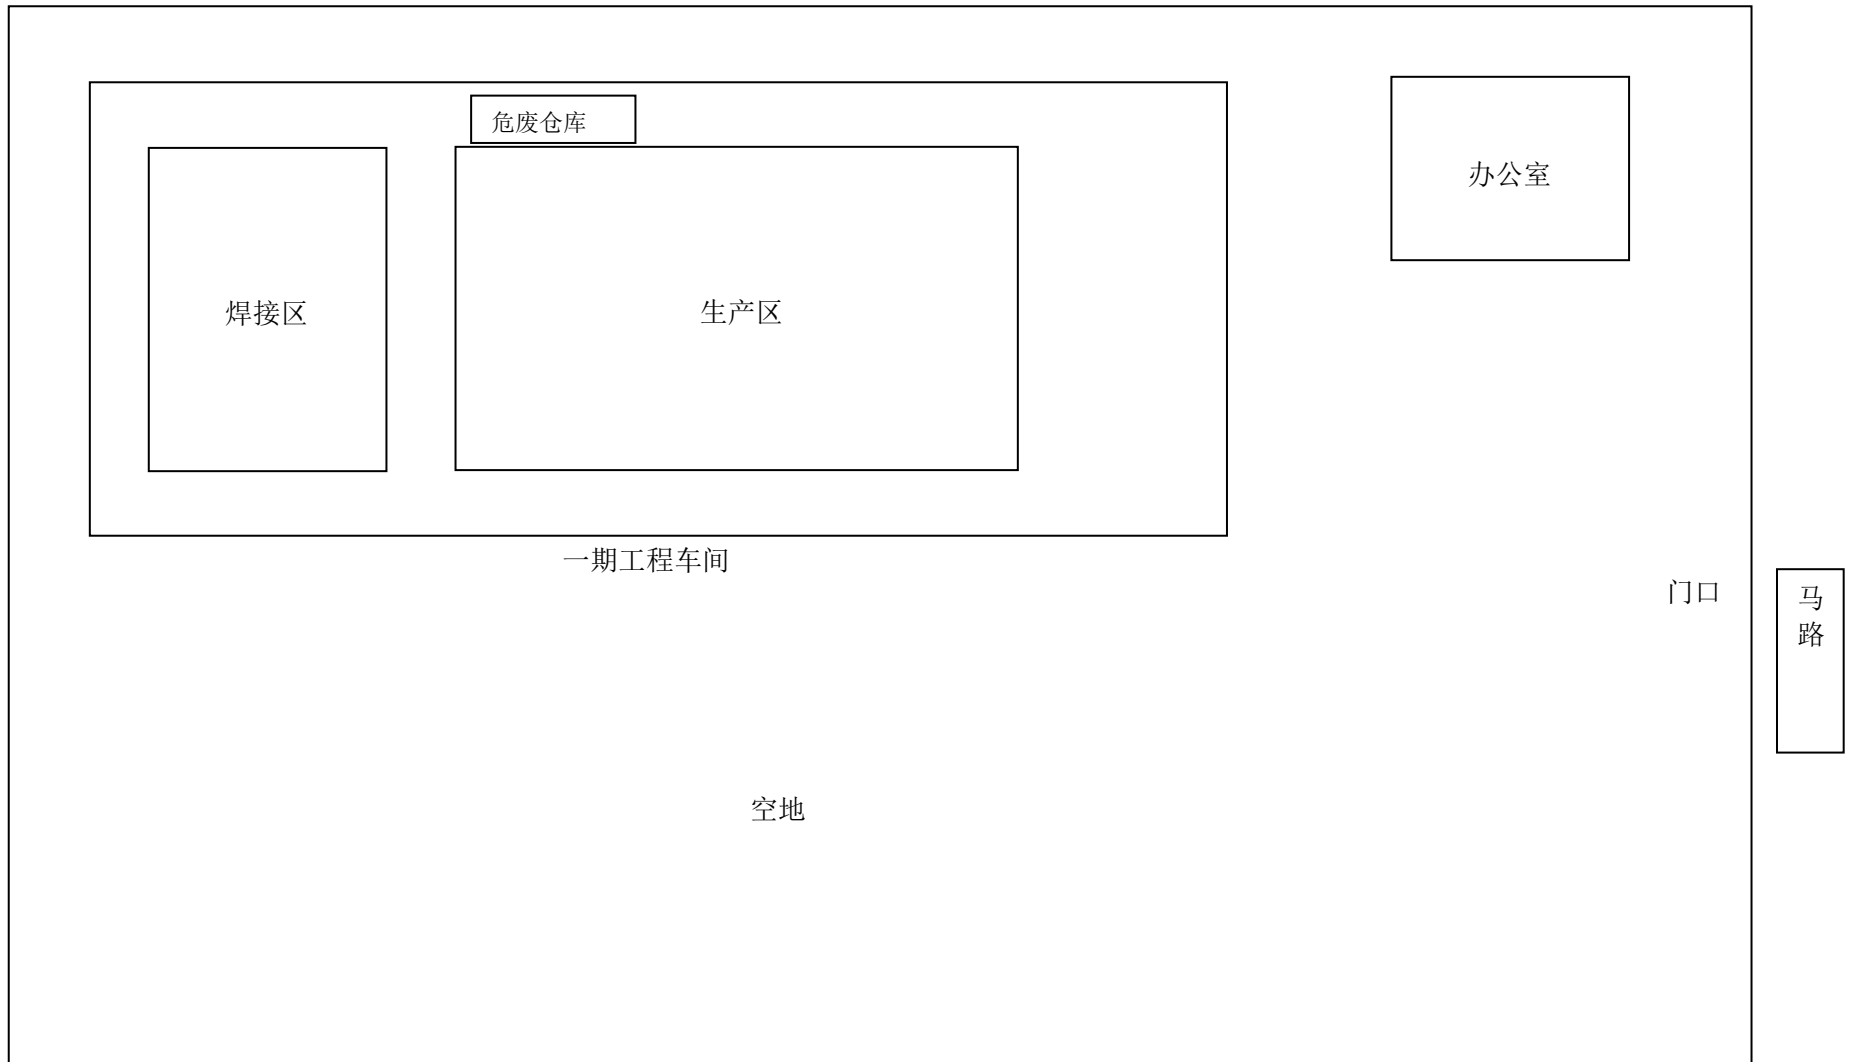 危废仓库
办公室
焊接区
生产区
一期工程车间
门口
马
路
空地